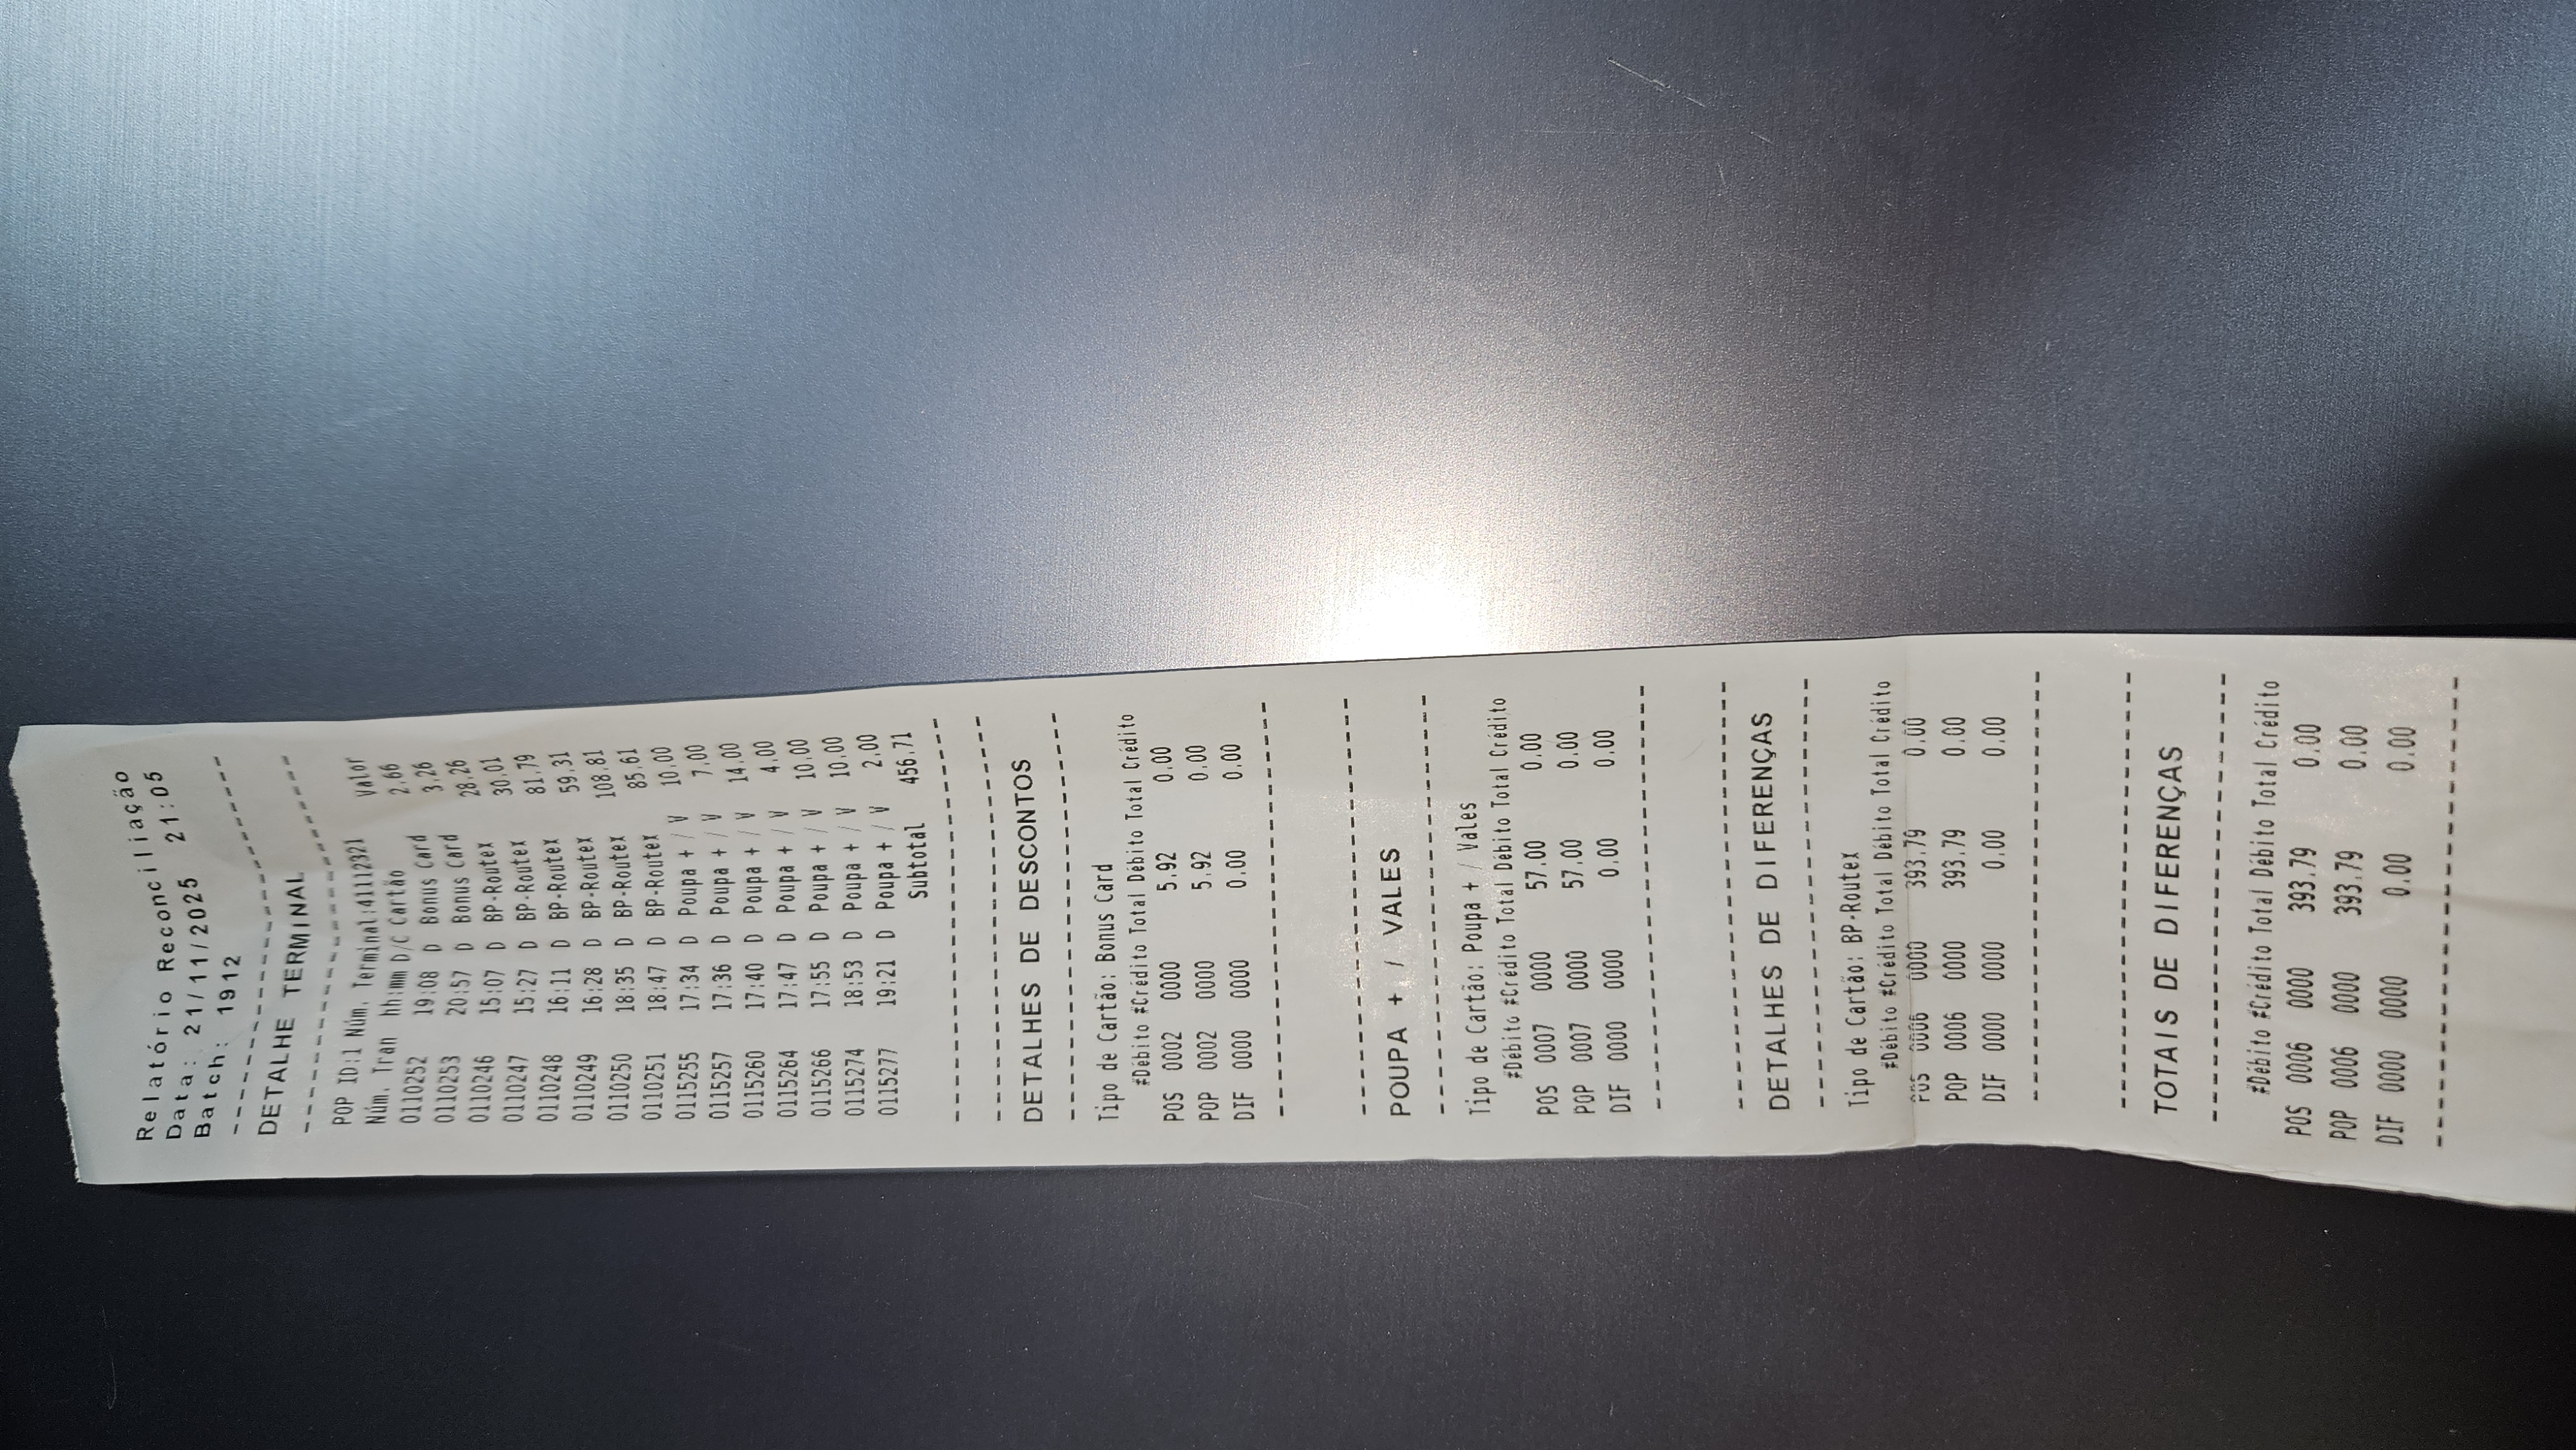 Relatório Reconciliação
Data: 21/11/2025 21:05
Batch: 1912
--------------------------
DETALHE TERMINAL
--------------------------
POP ID:1 Núm. Terminal:4112321
Núm. Tran hh:mm D/C Cartão Valor
0110252 19:08 D Bonus Card 2.66
0110253 20:57 D Bonus Card 3.26
0110246 15:07 D BP-Routex 28.26
0110247 15:27 D BP-Routex 30.01
0110248 16:11 D BP-Routex 81.79
0110249 16:28 D BP-Routex 59.31
0110250 18:35 D BP-Routex 108.81
0110251 18:47 D BP-Routex 85.61
0115255 17:34 D Poupa + / V 10.00
0115257 17:36 D Poupa + / V 7.00
0115260 17:40 D Poupa + / V 14.00
0115264 17:47 D Poupa + / V 4.00
0115266 17:55 D Poupa + / V 10.00
0115274 18:53 D Poupa + / V 10.00
0115277 19:21 D Poupa + / V 2.00
Subtotal 456.71
--------------------------
--------------------------
DETALHES DE DESCONTOS
--------------------------
Tipo de Cartão: Bonus Card
#Débito #Crédito Total Débito Total Crédito
POS 0002 0000 5.92 0.00
POP 0002 0000 5.92 0.00
DIF 0000 0000 0.00 0.00
--------------------------
--------------------------
POUPA + / VALES
--------------------------
Tipo de Cartão: Poupa + / Vales
#Débito #Crédito Total Débito Total Crédito
POS 0007 0000 57.00 0.00
POP 0007 0000 57.00 0.00
DIF 0000 0000 0.00 0.00
--------------------------
--------------------------
DETALHES DE DIFERENÇAS
--------------------------
Tipo de Cartão: BP-Routex
#Débito #Crédito Total Débito Total Crédito
POS 0006 0000 393.79 0.00
POP 0006 0000 393.79 0.00
DIF 0000 0000 0.00 0.00
--------------------------
--------------------------
TOTAIS DE DIFERENÇAS
--------------------------
#Débito #Crédito Total Débito Total Crédito
POS 0006 0000 393.79 0.00
POP 0006 0000 393.79 0.00
DIF 0000 0000 0.00 0.00
--------------------------